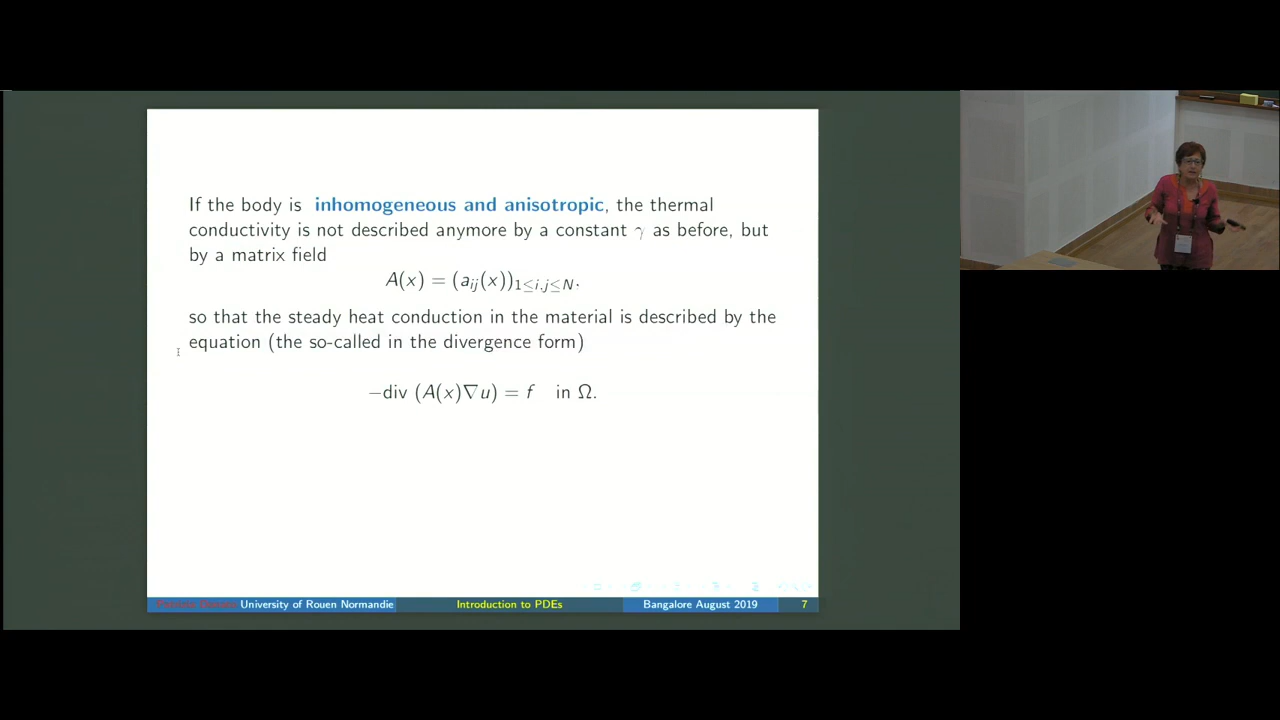 If the body is inhomogeneous and anisotropic, the thermal
conductivity is not described anymore by a constant γ as before, but
by a matrix field
A(x) = (aᵢⱼ(x))₁≤ᵢ,ⱼ≤N.
so that the steady heat conduction in the material is described by the
equation (the so-called in the divergence form)
−div (A(x)∇u) = f in Ω.
University of Rouen Normandie Introduction to PDEs Bangalore August 2019 7